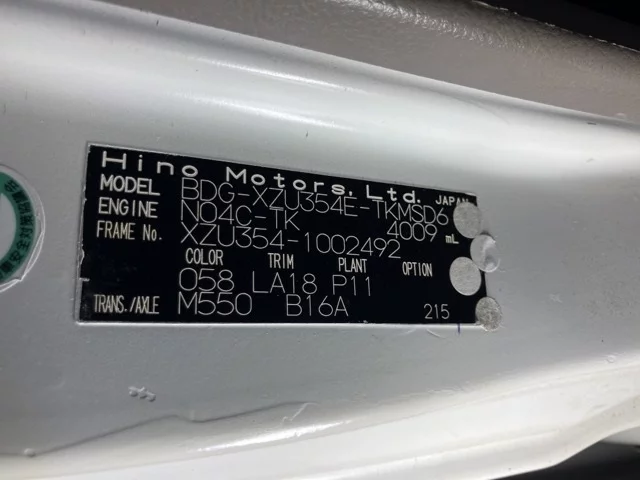 Hino Motors, Ltd. JAPAN
MODEL BDG-XZU354E-TKMSD6
ENGINE N04C-TK 4009 mL
FRAME No. XZU354-1002492
COLOR TRIM PLANT OPTION
058 LA18 P11
TRANS./AXLE M550 B16A 215